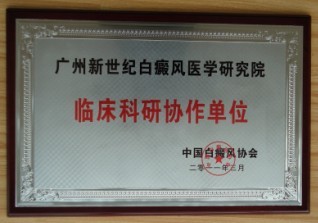 广州新世纪白癜风医学研究院
临床科研协作单位
中国白癜风协会
二〇一一年三月